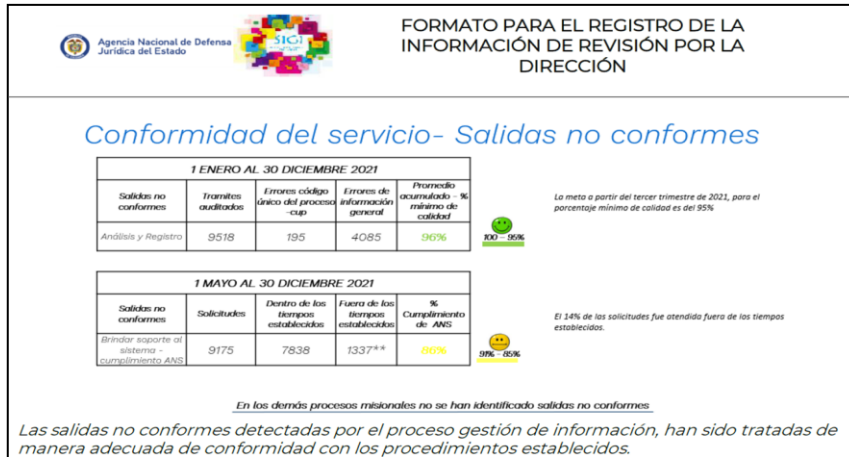 Agencia Nacional de Defensa
Jurídica del Estado
SIGI
FORMATO PARA EL REGISTRO DE LA
INFORMACIÓN DE REVISIÓN POR LA
DIRECCIÓN
Conformidad del servicio- Salidas no conformes
1 ENERO AL 30 DICIEMBRE 2021
Salidas no conformes | Tramites auditados | Errores código único del proceso -cup | Errores de información general | Promedio acumulado - % mínimo de calidad
Análisis y Registro | 9518 | 195 | 4085 | 96%
100 - 95%
La meta a partir del tercer trimestre de 2021, para el
porcentaje mínimo de calidad es del 95%
1 MAYO AL 30 DICIEMBRE 2021
Salidas no conformes | Solicitudes | Dentro de los tiempos establecidos | Fuera de los tiempos establecidos | % Cumplimiento de ANS
Brindar soporte al sistema - cumplimiento ANS | 9175 | 7838 | 1337** | 86%
91% - 85%
El 14% de las solicitudes fue atendida fuera de los tiempos
establecidos.
En los demás procesos misionales no se han identificado salidas no conformes
Las salidas no conformes detectadas por el proceso gestión de información, han sido tratadas de
manera adecuada de conformidad con los procedimientos establecidos.